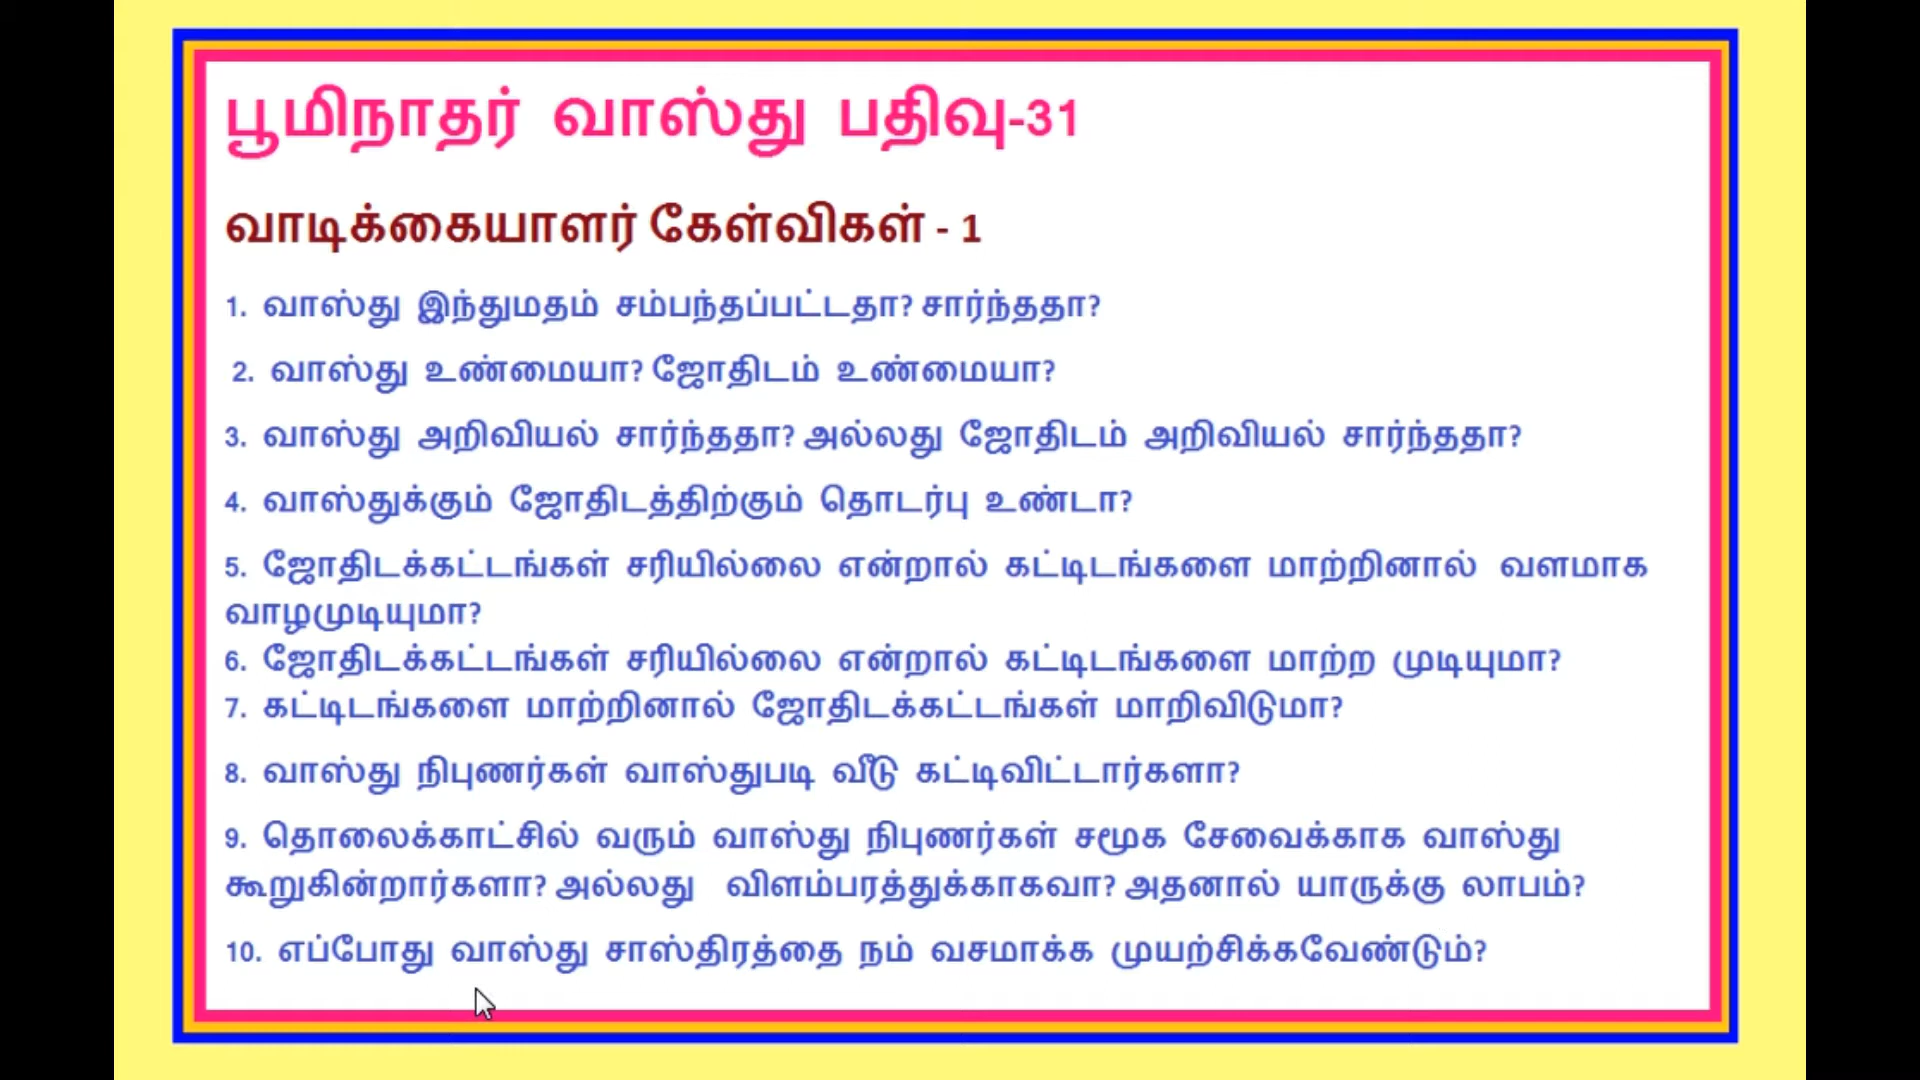 பூமிநாதர் வாஸ்து பதிவு-31
வாடிக்கையாளர் கேள்விகள் - 1
1. வாஸ்து இந்துமதம் சம்பந்தப்பட்டதா? சார்ந்ததா?
2. வாஸ்து உண்மையா? ஜோதிடம் உண்மையா?
3. வாஸ்து அறிவியல் சார்ந்ததா? அல்லது ஜோதிடம் அறிவியல் சார்ந்ததா?
4. வாஸ்துக்கும் ஜோதிடத்திற்கும் தொடர்பு உண்டா?
5. ஜோதிடக்கட்டங்கள் சரியில்லை என்றால் கட்டிடங்களை மாற்றினால் வளமாக
வாழமுடியுமா?
6. ஜோதிடக்கட்டங்கள் சரியில்லை என்றால் கட்டிடங்களை மாற்ற முடியுமா?
7. கட்டிடங்களை மாற்றினால் ஜோதிடக்கட்டங்கள் மாறிவிடுமா?
8. வாஸ்து நிபுணர்கள் வாஸ்துபடி வீடு கட்டிவிட்டார்களா?
9. தொலைக்காட்சில் வரும் வாஸ்து நிபுணர்கள் சமூக சேவைக்காக வாஸ்து
கூறுகின்றார்களா? அல்லது விளம்பரத்துக்காகவா? அதனால் யாருக்கு லாபம்?
10. எப்போது வாஸ்து சாஸ்திரத்தை நம் வசமாக்க முயற்சிக்கவேண்டும்?